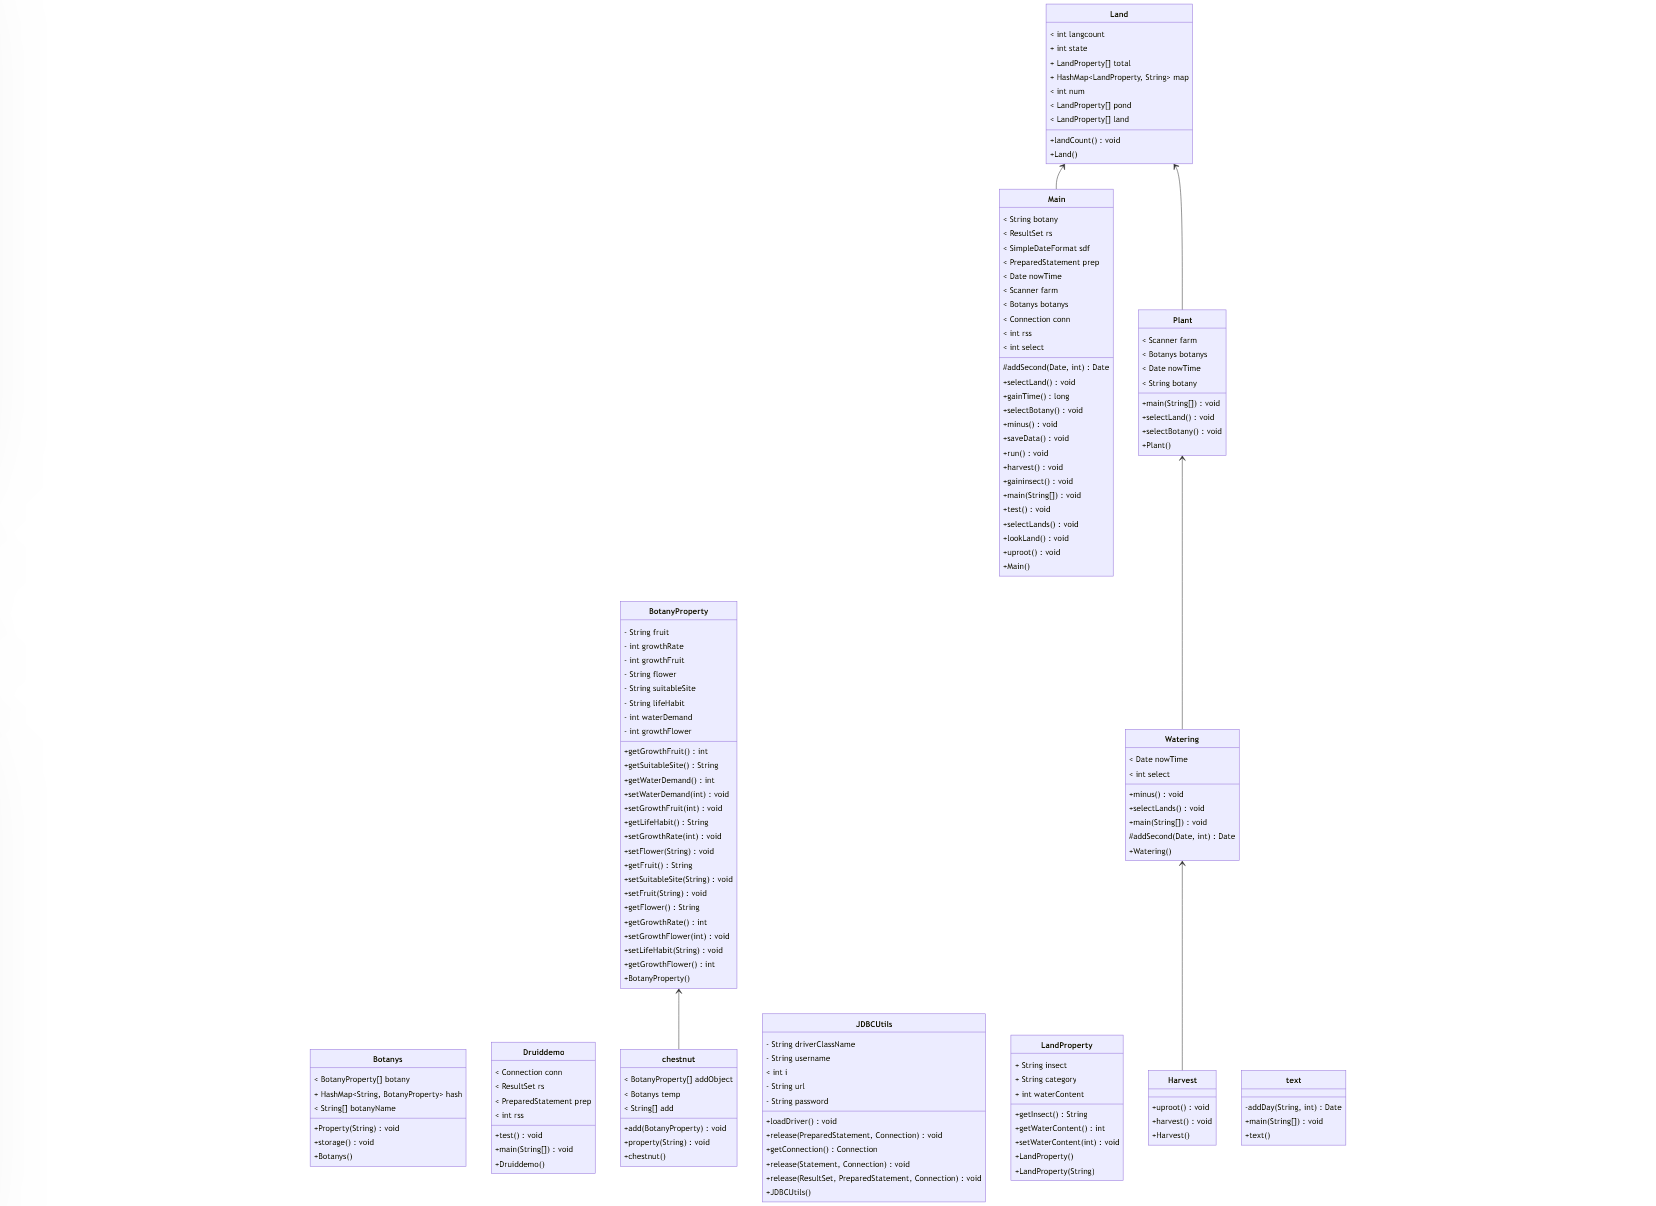 Land
< int langcount
+ int state
+ LandProperty[] total
+ HashMap<LandProperty, String> map
< int num
< LandProperty[] pond
< LandProperty[] land
+landCount() : void
+Land()
Main
< String botany
< ResultSet rs
< SimpleDateFormat sdf
< PreparedStatement prep
< Date nowTime
< Scanner farm
< Botanys botanys
< Connection conn
< int rss
< int select
#addSecond(Date, int) : Date
+selectLand() : void
+gainTime() : long
+selectBotany() : void
+minus() : void
+saveData() : void
+run() : void
+harvest() : void
+gaininsect() : void
+main(String[]) : void
+test() : void
+selectLands() : void
+lookLand() : void
+uproot() : void
+Main()
Plant
< Scanner farm
< Botanys botanys
< Date nowTime
< String botany
+main(String[]) : void
+selectLand() : void
+selectBotany() : void
+Plant()
BotanyProperty
- String fruit
- int growthRate
- int growthFruit
- String flower
- String suitableSite
- String lifeHabit
- int waterDemand
- int growthFlower
+getGrowthFruit() : int
+getSuitableSite() : String
+getWaterDemand() : int
+setWaterDemand(int) : void
+setGrowthFruit(int) : void
+getLifeHabit() : String
+setGrowthRate(int) : void
+setFlower(String) : void
+getFruit() : String
+setSuitableSite(String) : void
+setFruit(String) : void
+getFlower() : String
+getGrowthRate() : int
+setGrowthFlower(int) : void
+setLifeHabit(String) : void
+getGrowthFlower() : int
+BotanyProperty()
Watering
< Date nowTime
< int select
+minus() : void
+selectLands() : void
+main(String[]) : void
#addSecond(Date, int) : Date
+Watering()
Botanys
< BotanyProperty[] botany
+ HashMap<String, BotanyProperty> hash
< String[] botanyName
+Property(String) : void
+storage() : void
+Botanys()
Druiddemo
< Connection conn
< ResultSet rs
< PreparedStatement prep
< int rss
+test() : void
+main(String[]) : void
+Druiddemo()
chestnut
< BotanyProperty[] addObject
< Botanys temp
< String[] add
+add(BotanyProperty) : void
+property(String) : void
+chestnut()
JDBCUtils
- String driverClassName
- String username
< int i
- String url
- String password
+loadDriver() : void
+release(PreparedStatement, Connection) : void
+getConnection() : Connection
+release(Statement, Connection) : void
+release(ResultSet, PreparedStatement, Connection) : void
+JDBCUtils()
LandProperty
+ String insect
+ String category
+ int waterContent
+getInsect() : String
+getWaterContent() : int
+setWaterContent(int) : void
+LandProperty()
+LandProperty(String)
Harvest
+uproot() : void
+harvest() : void
+Harvest()
text
-addDay(String, int) : Date
+main(String[]) : void
+text()